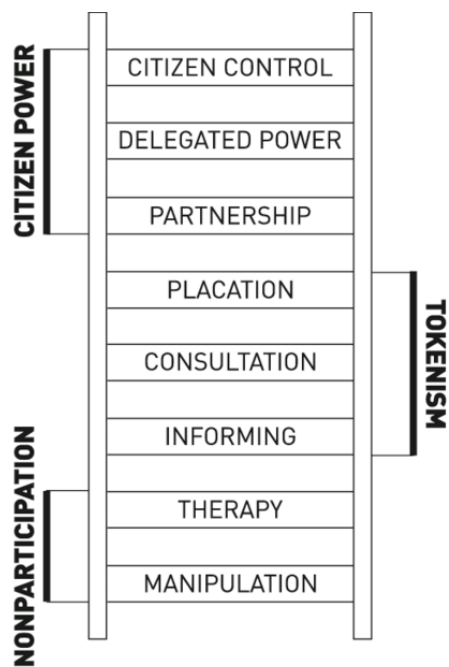 CITIZEN POWER
CITIZEN CONTROL
DELEGATED POWER
PARTNERSHIP
TOKENISM
PLACATION
CONSULTATION
INFORMING
NONPARTICIPATION
THERAPY
MANIPULATION